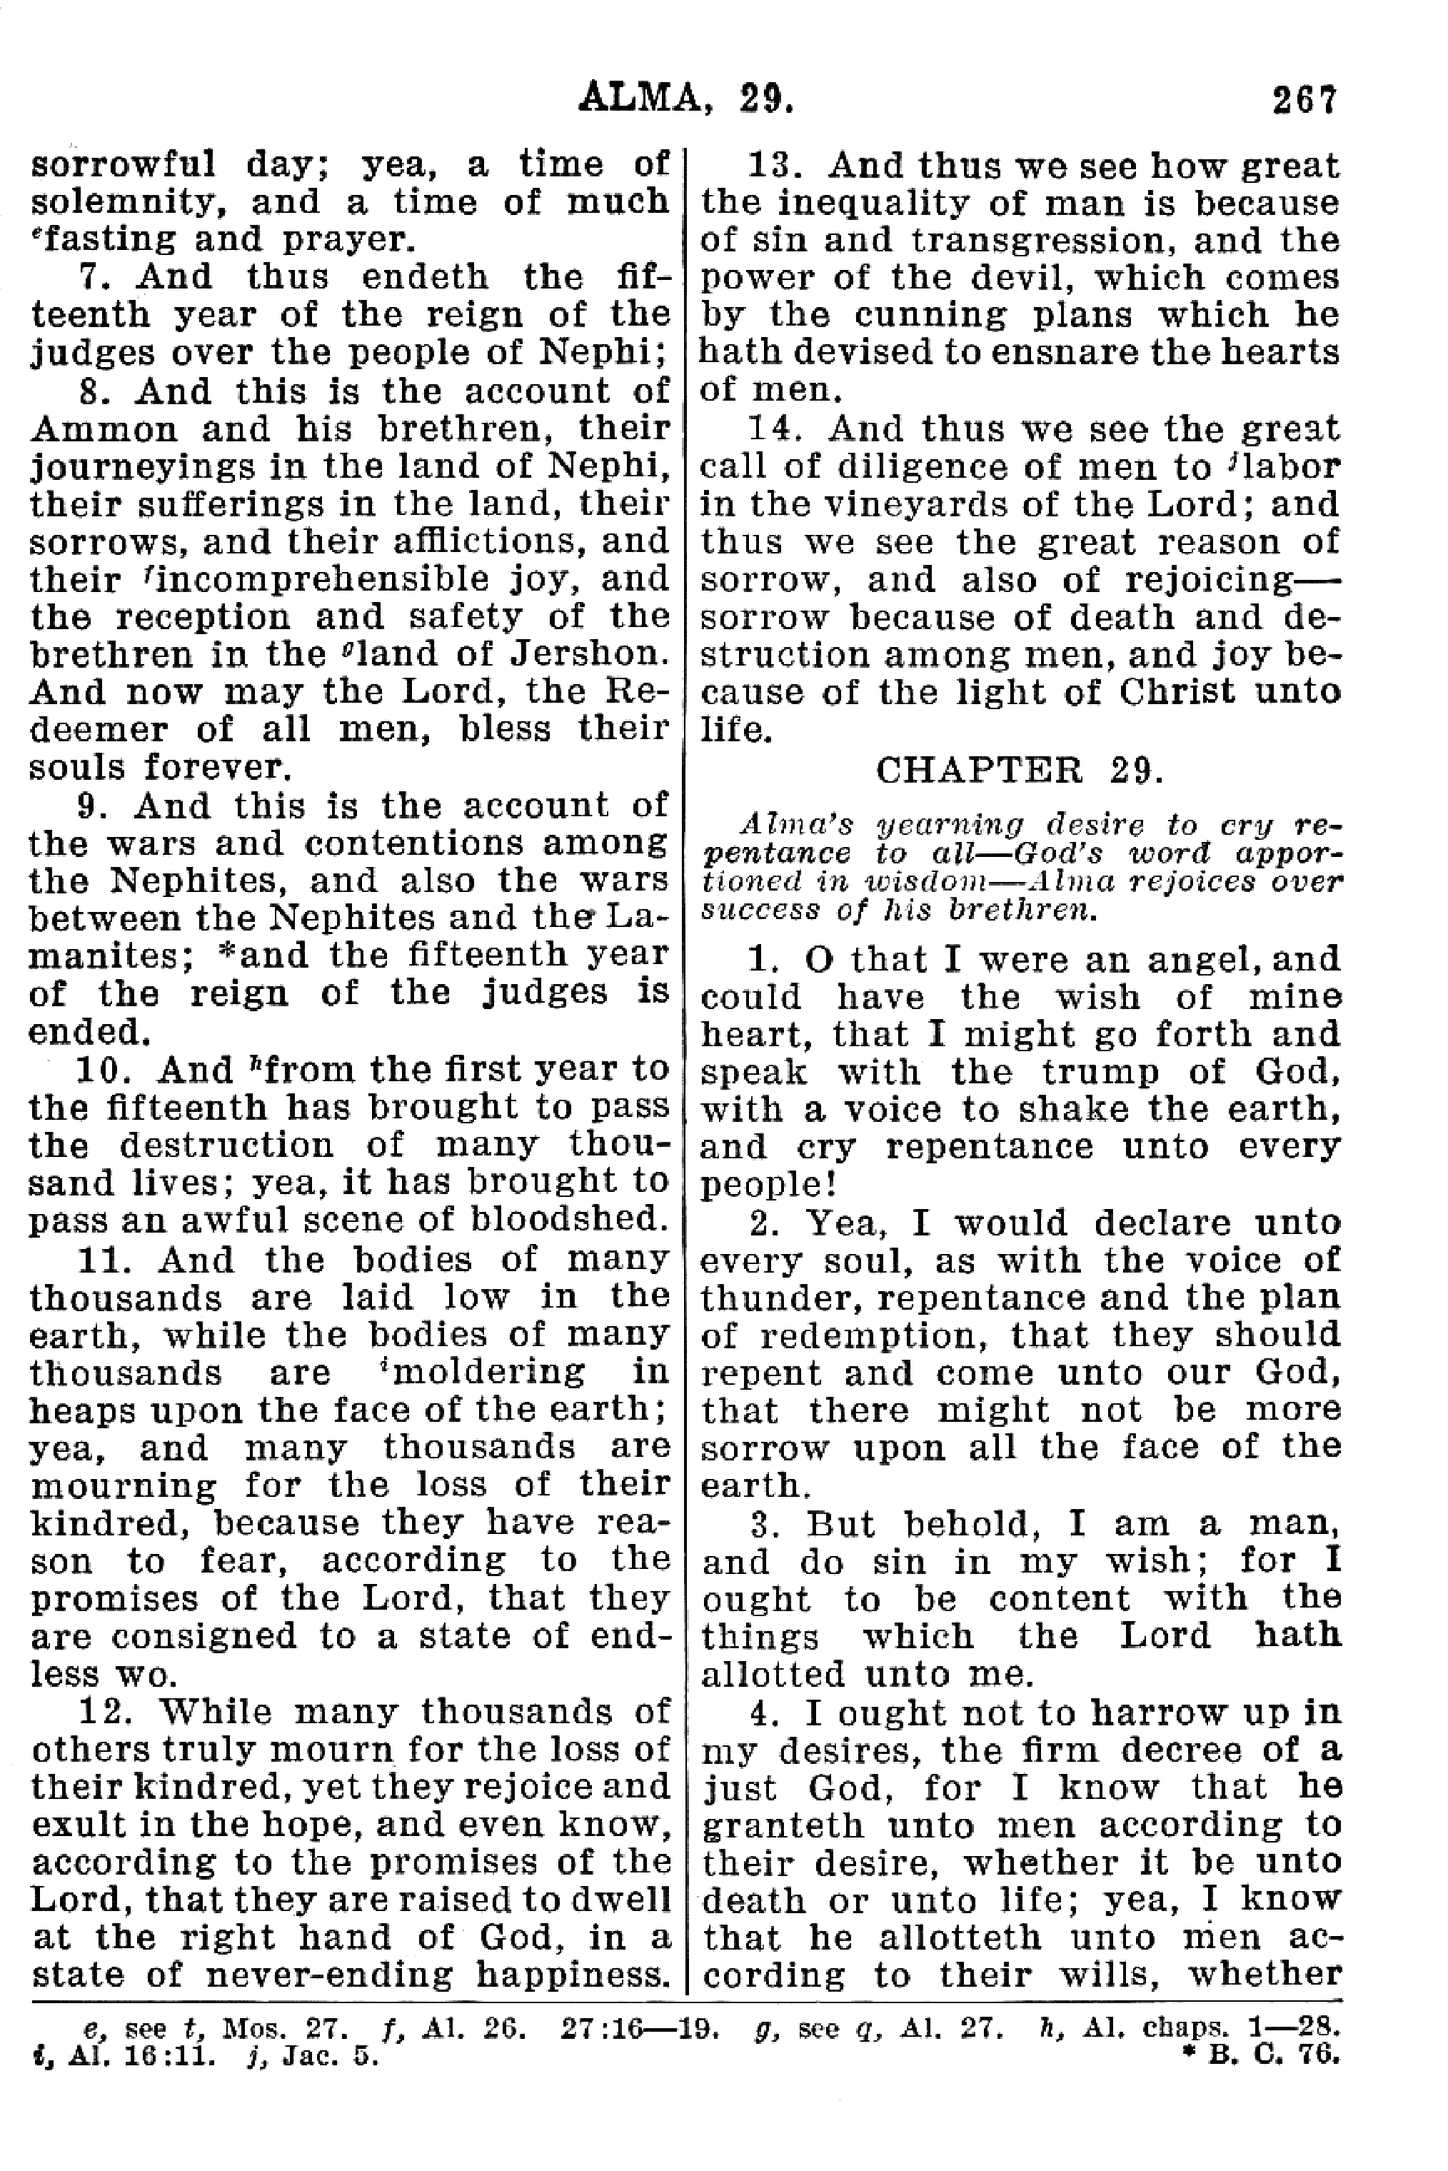 ALMA, 29. 267
sorrowful day; yea, a time of
solemnity, and a time of much
ᵉfasting and prayer.
7. And thus endeth the fif-
teenth year of the reign of the
judges over the people of Nephi;
8. And this is the account of
Ammon and his brethren, their
journeyings in the land of Nephi,
their sufferings in the land, their
sorrows, and their afflictions, and
their ᶠincomprehensible joy, and
the reception and safety of the
brethren in the ᵍland of Jershon.
And now may the Lord, the Re-
deemer of all men, bless their
souls forever.
9. And this is the account of
the wars and contentions among
the Nephites, and also the wars
between the Nephites and the La-
manites; *and the fifteenth year
of the reign of the judges is
ended.
10. And ʰfrom the first year to
the fifteenth has brought to pass
the destruction of many thou-
sand lives; yea, it has brought to
pass an awful scene of bloodshed.
11. And the bodies of many
thousands are laid low in the
earth, while the bodies of many
thousands are ⁱmoldering in
heaps upon the face of the earth;
yea, and many thousands are
mourning for the loss of their
kindred, because they have rea-
son to fear, according to the
promises of the Lord, that they
are consigned to a state of end-
less wo.
12. While many thousands of
others truly mourn for the loss of
their kindred, yet they rejoice and
exult in the hope, and even know,
according to the promises of the
Lord, that they are raised to dwell
at the right hand of God, in a
state of never-ending happiness.
13. And thus we see how great
the inequality of man is because
of sin and transgression, and the
power of the devil, which comes
by the cunning plans which he
hath devised to ensnare the hearts
of men.
14. And thus we see the great
call of diligence of men to ʲlabor
in the vineyards of the Lord; and
thus we see the great reason of
sorrow, and also of rejoicing—
sorrow because of death and de-
struction among men, and joy be-
cause of the light of Christ unto
life.
CHAPTER 29.
Alma's yearning desire to cry re-
pentance to all—God's word appor-
tioned in wisdom—Alma rejoices over
success of his brethren.
1. O that I were an angel, and
could have the wish of mine
heart, that I might go forth and
speak with the trump of God,
with a voice to shake the earth,
and cry repentance unto every
people!
2. Yea, I would declare unto
every soul, as with the voice of
thunder, repentance and the plan
of redemption, that they should
repent and come unto our God,
that there might not be more
sorrow upon all the face of the
earth.
3. But behold, I am a man,
and do sin in my wish; for I
ought to be content with the
things which the Lord hath
allotted unto me.
4. I ought not to harrow up in
my desires, the firm decree of a
just God, for I know that he
granteth unto men according to
their desire, whether it be unto
death or unto life; yea, I know
that he allotteth unto men ac-
cording to their wills, whether
e, see t, Mos. 27. f, Al. 26. 27:16—19. g, see q, Al. 27. h, Al. chaps. 1—28.
i, Al. 16:11. j, Jac. 5. * B. C. 76.